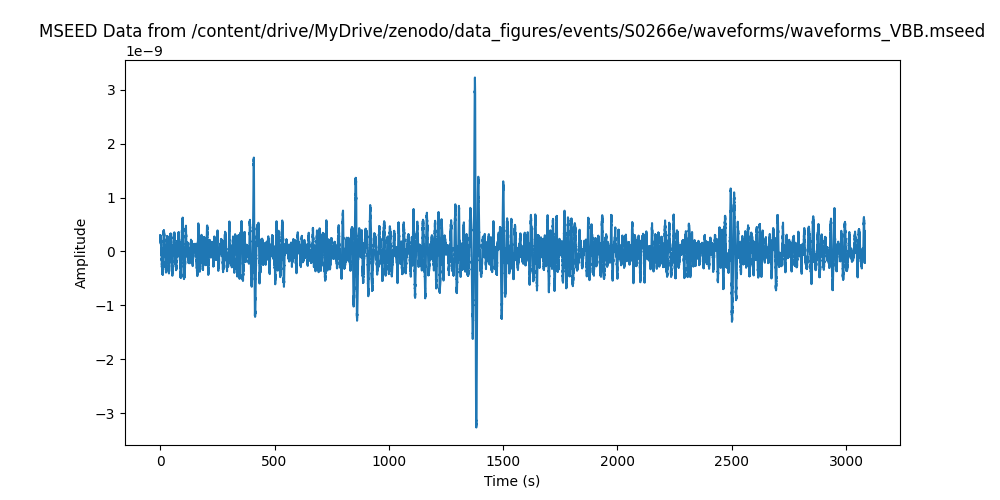 MSEED Data from /content/drive/MyDrive/zenodo/data_figures/events/S0266e/waveforms/waveforms_VBB.mseed
1e−9
3
2
1
0
−1
−2
−3
Amplitude
0 500 1000 1500 2000 2500 3000
Time (s)